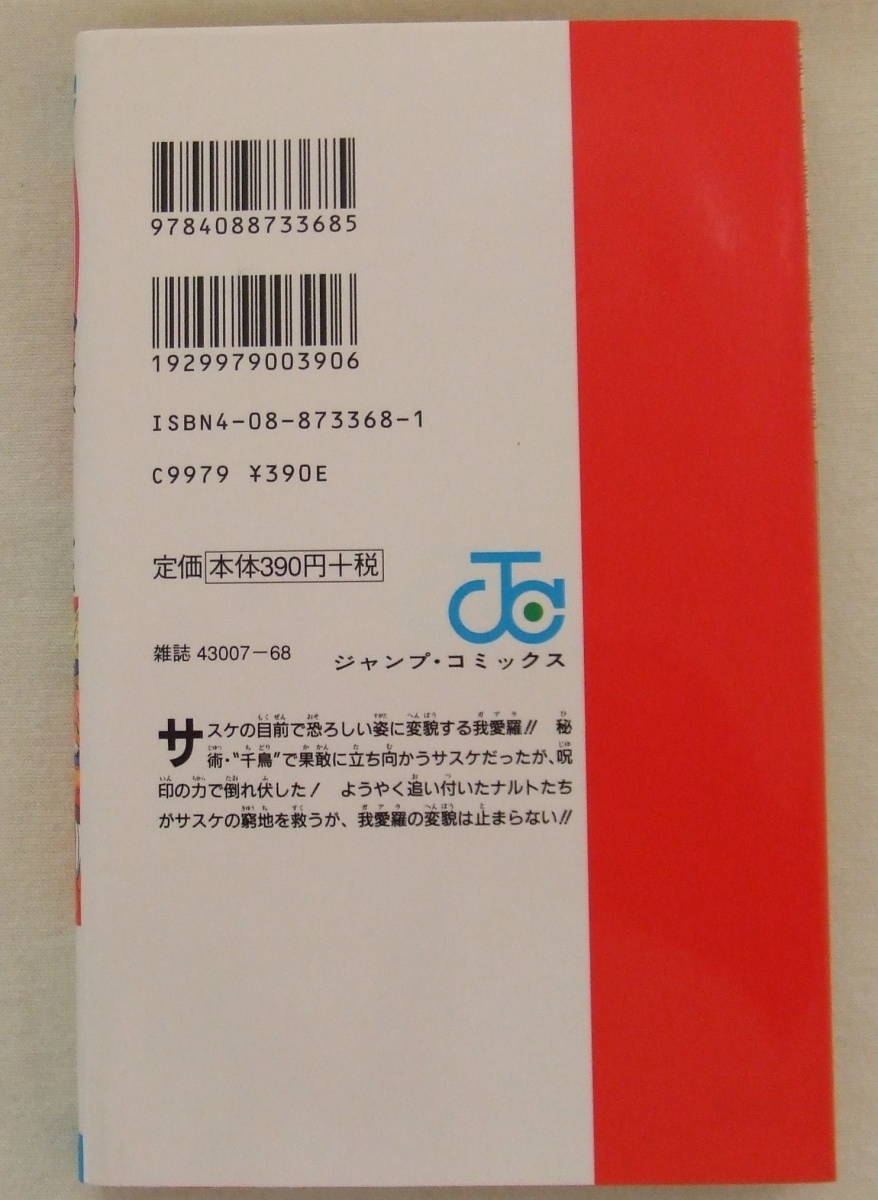 9784088733685
1929979003906
ISBN4-08-873368-1
C9979 ¥390E
定価 本体390円+税
雑誌 43007-68
ジャンプ・コミックス
サスケの目前で恐ろしい姿に変貌する我愛羅!! 秘
術・“千鳥”で果敢に立ち向かうサスケだったが、呪
印の力で倒れ伏した! ようやく追い付いたナルトたち
がサスケの窮地を救うが、我愛羅の変貌は止まらない!!